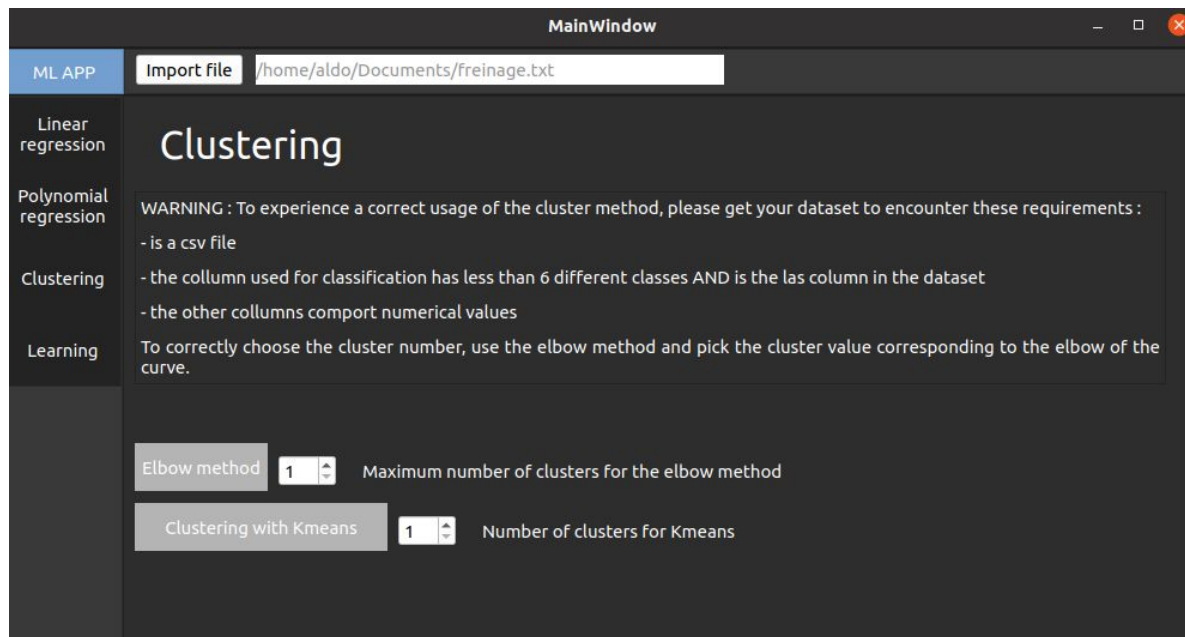 MainWindow
ML APP
Import file
/home/aldo/Documents/freinage.txt
Linear
regression
Polynomial
regression
Clustering
Learning
Clustering
WARNING : To experience a correct usage of the cluster method, please get your dataset to encounter these requirements :
- is a csv file
- the collumn used for classification has less than 6 different classes AND is the las column in the dataset
- the other collumns comport numerical values
To correctly choose the cluster number, use the elbow method and pick the cluster value corresponding to the elbow of the
curve.
Elbow method
1
Maximum number of clusters for the elbow method
Clustering with Kmeans
1
Number of clusters for Kmeans